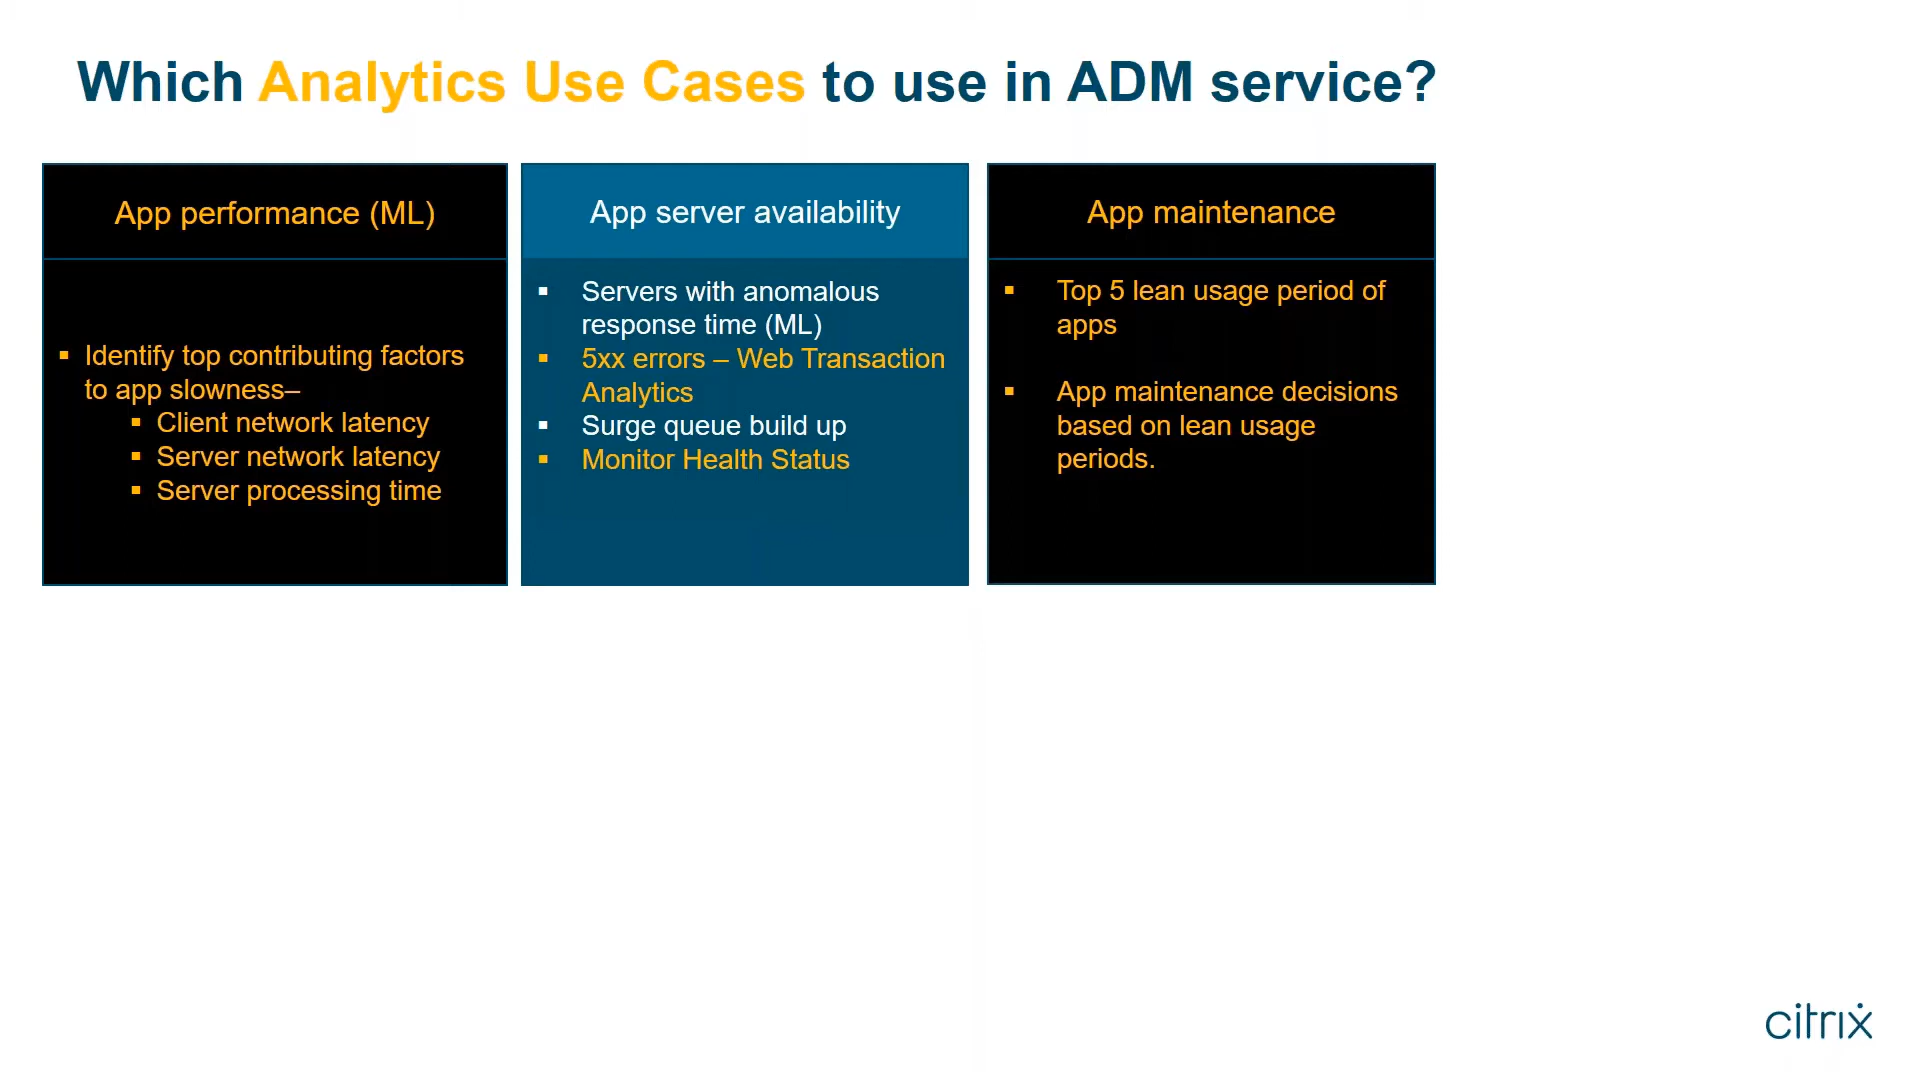 Which Analytics Use Cases to use in ADM service?
App performance (ML)
▪ Identify top contributing factors
to app slowness–
▪ Client network latency
▪ Server network latency
▪ Server processing time
App server availability
▪ Servers with anomalous
response time (ML)
▪ 5xx errors – Web Transaction
Analytics
▪ Surge queue build up
▪ Monitor Health Status
App maintenance
▪ Top 5 lean usage period of
apps
▪ App maintenance decisions
based on lean usage
periods.
citrix